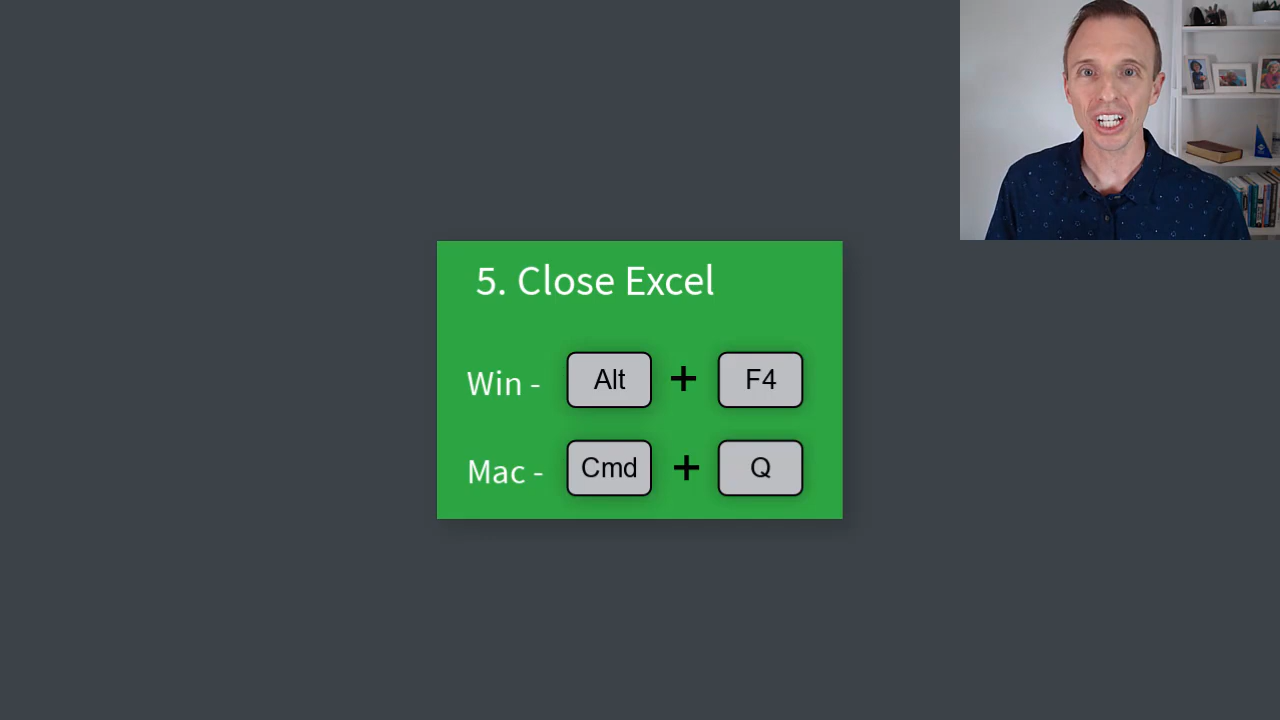 5. Close Excel
Win - Alt + F4
Mac - Cmd + Q